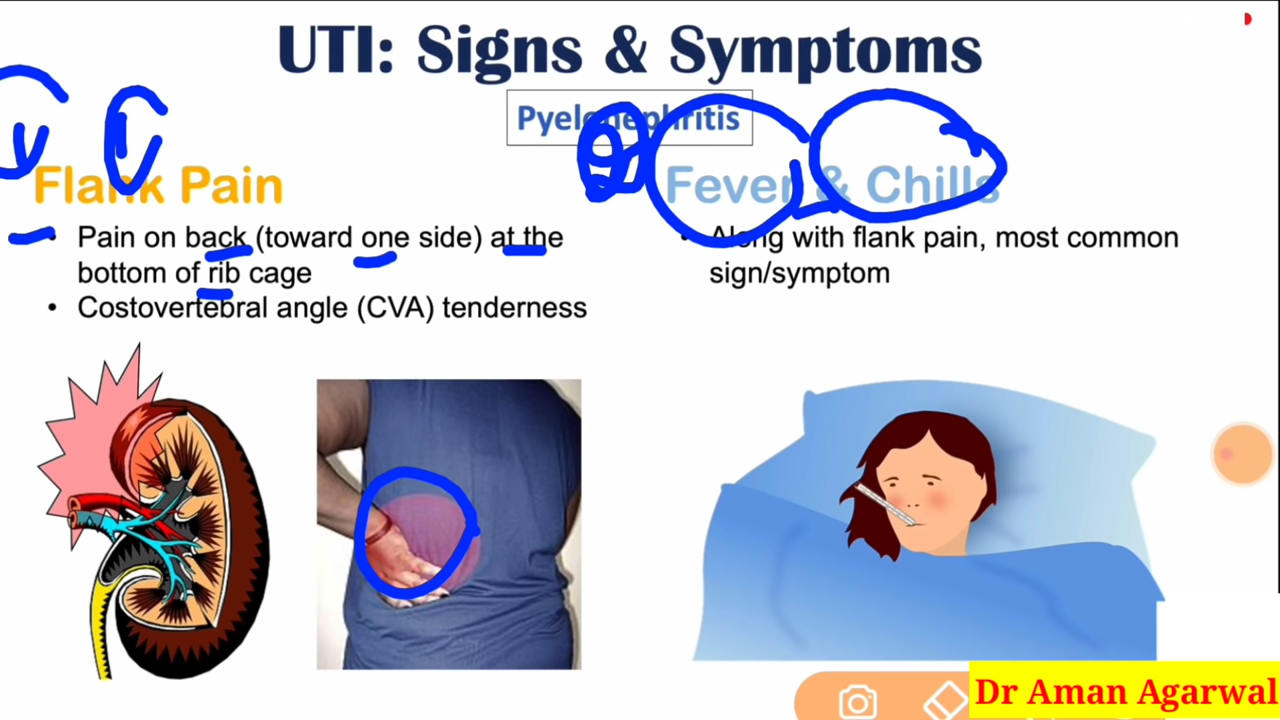 UTI: Signs & Symptoms
Pyelonephritis
Flank Pain
• Pain on back (toward one side) at the
bottom of rib cage
• Costovertebral angle (CVA) tenderness
Fever & Chills
• Along with flank pain, most common
sign/symptom
Dr Aman Agarwal